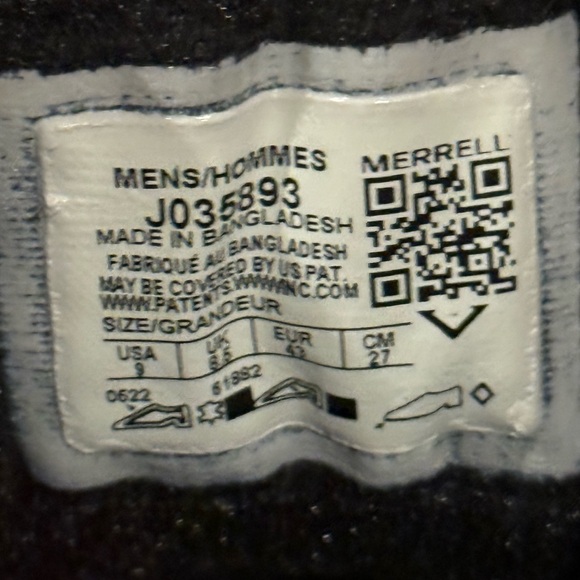 MENS/HOMMES
MERRELL
J035893
MADE IN BANGLADESH
FABRIQUÉ AU BANGLADESH
MAY BE COVERED BY US PAT.
WWW.PATENTS.WWWINC.COM
SIZE/GRANDEUR
USA UK EUR CM
9 8.5 43 27
0622 61892